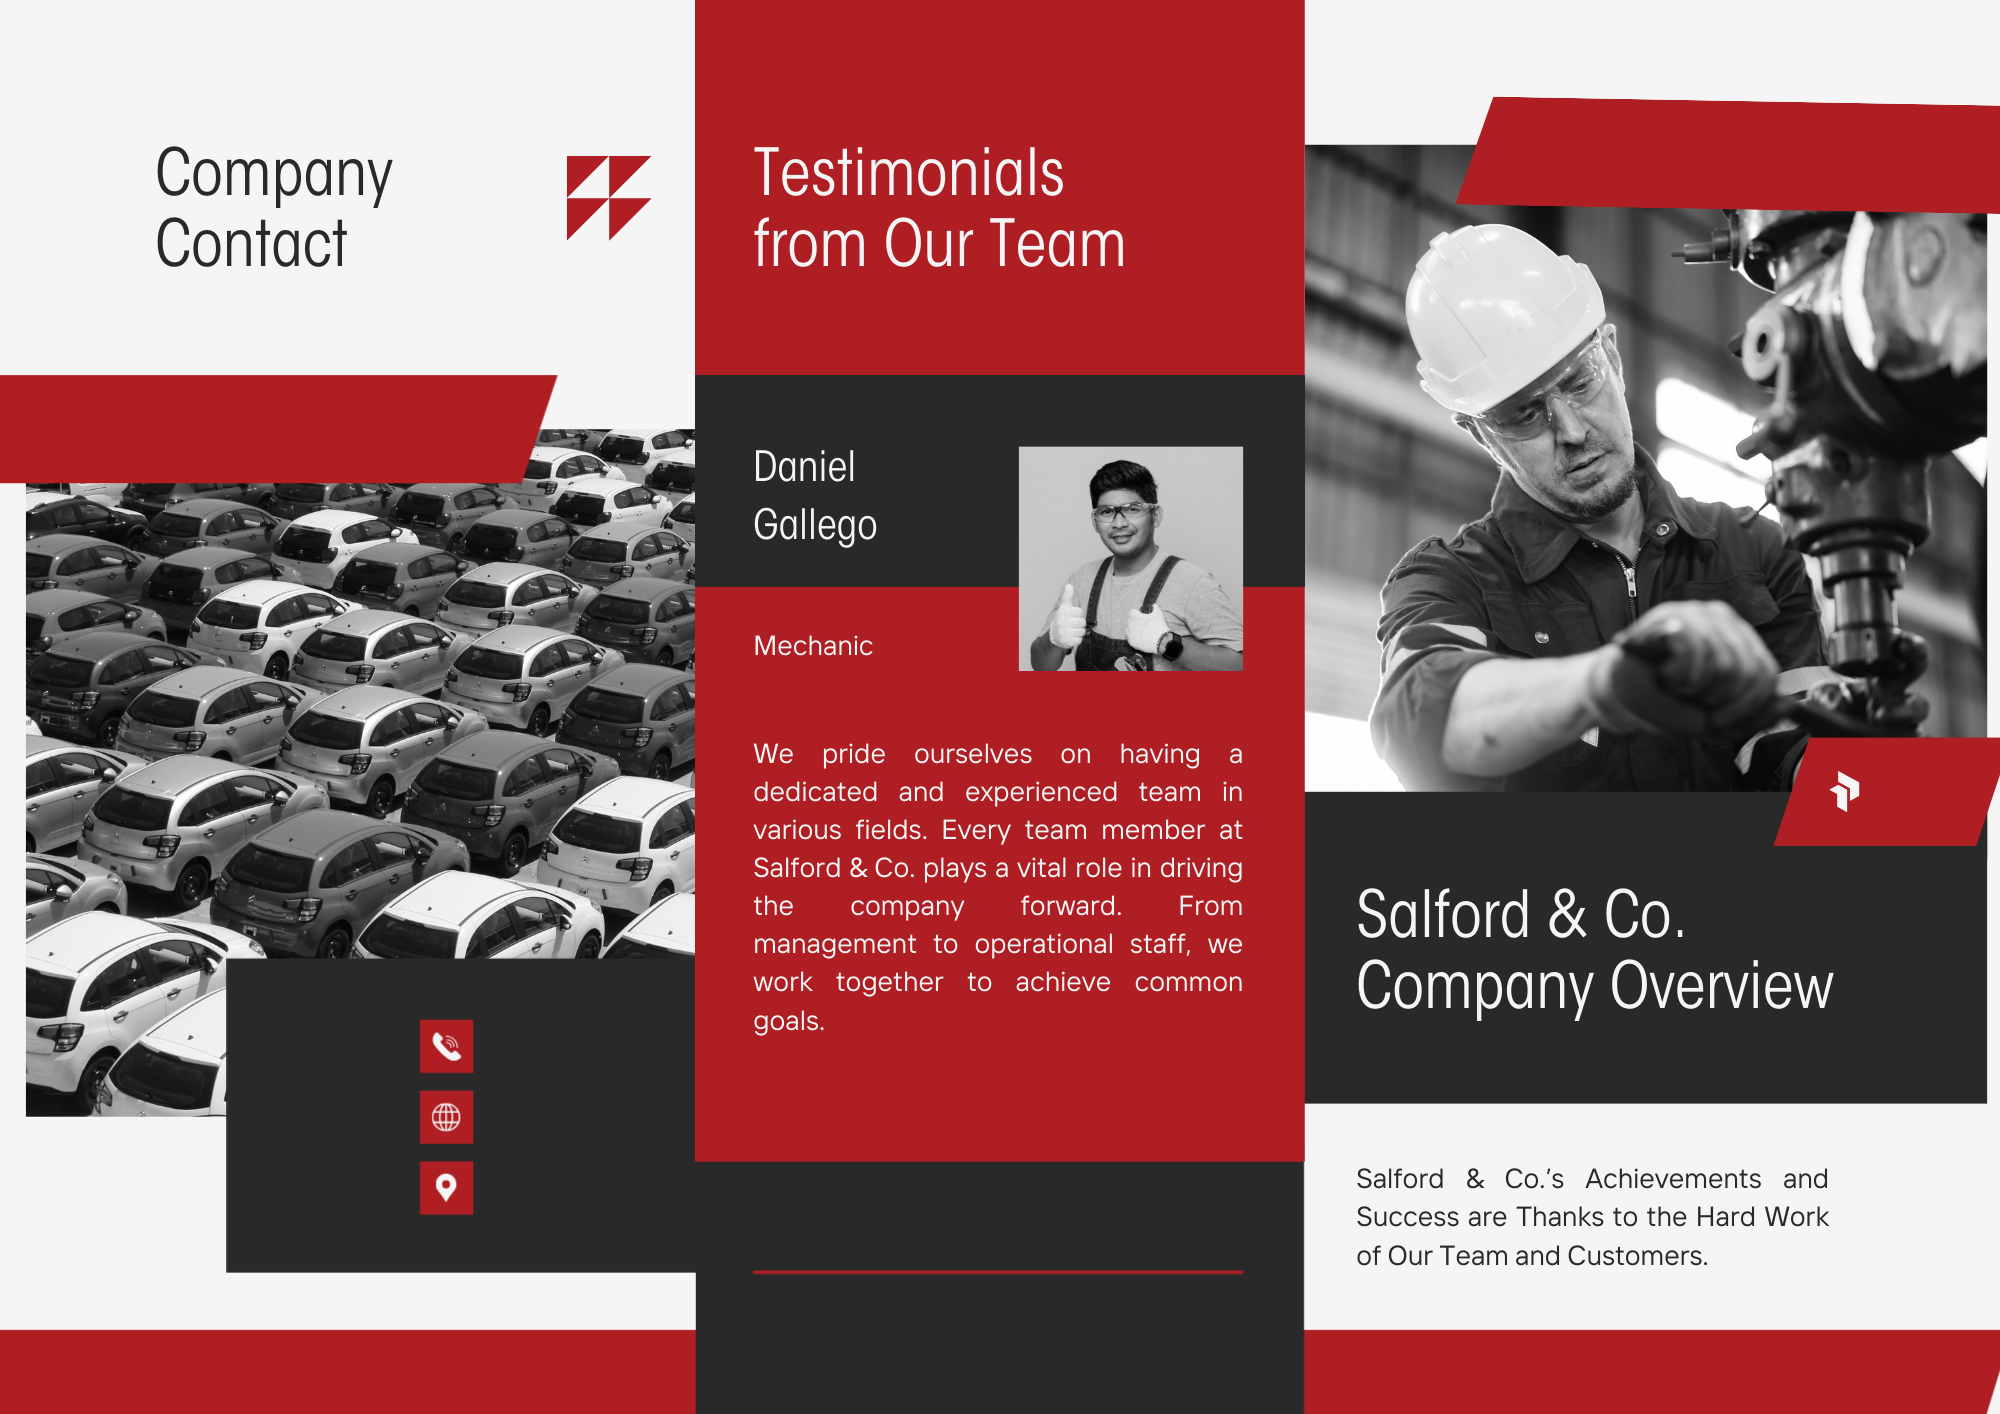 Company
Contact
Testimonials
from Our Team
Daniel
Gallego
Mechanic
We pride ourselves on having a
dedicated and experienced team in
various fields. Every team member at
Salford & Co. plays a vital role in driving
the company forward. From
management to operational staff, we
work together to achieve common
goals.
Salford & Co.
Company Overview
Salford & Co.’s Achievements and
Success are Thanks to the Hard Work
of Our Team and Customers.